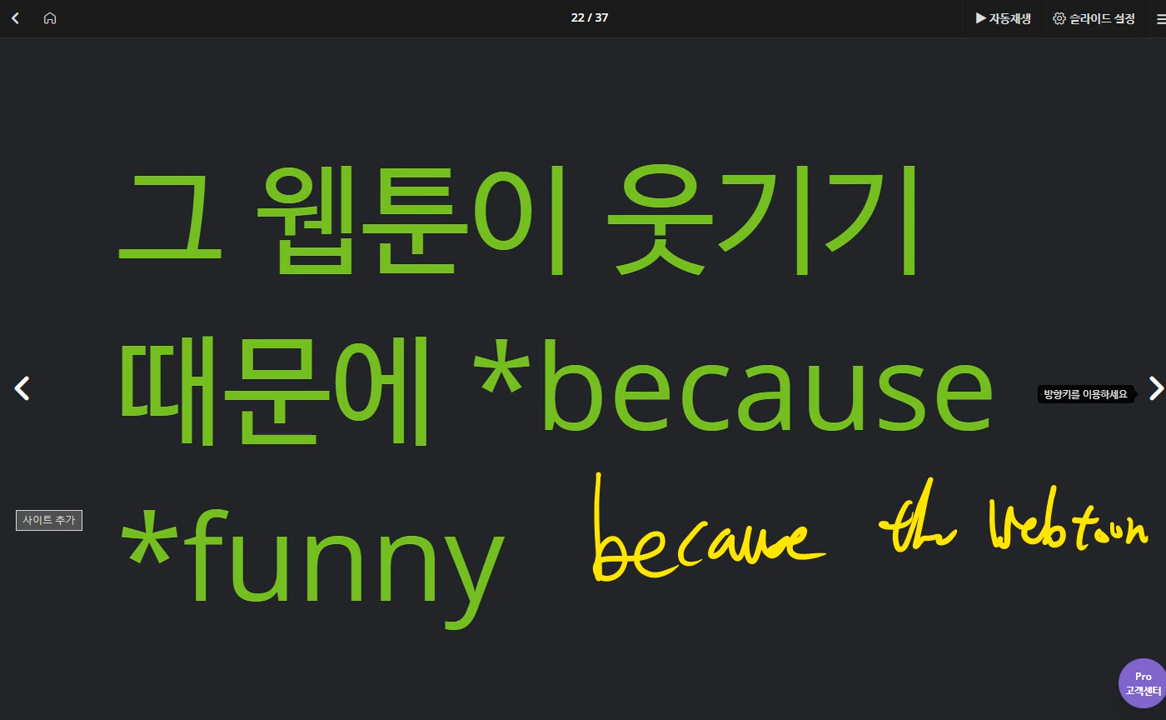 22 / 37
▶ 자동재생
슬라이드 설정
그 웹툰이 웃기기
때문에 *because
방향키를 이용하세요
*funny
because the Webtoon
사이트 추가
Pro
고객센터